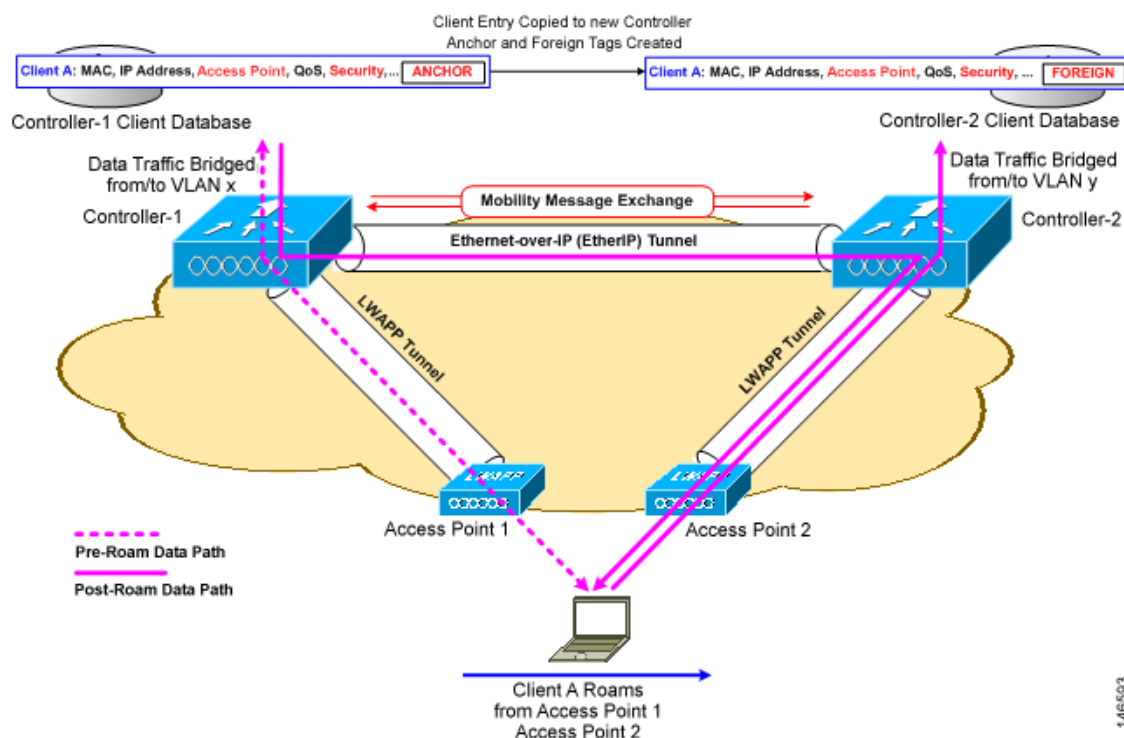 Client Entry Copied to new Controller
Anchor and Foreign Tags Created
Client A: MAC, IP Address, Access Point, QoS, Security,... ANCHOR
Client A: MAC, IP Address, Access Point, QoS, Security, ... FOREIGN
Controller-1 Client Database
Controller-2 Client Database
Data Traffic Bridged
from/to VLAN x
Data Traffic Bridged
from/to VLAN y
Mobility Message Exchange
Controller-1
Controller-2
Ethernet-over-IP (EtherIP) Tunnel
LWAPP Tunnel
LWAPP Tunnel
LWAPP
LWAPP
Access Point 1
Access Point 2
Pre-Roam Data Path
Post-Roam Data Path
Client A Roams
from Access Point 1
Access Point 2
146593